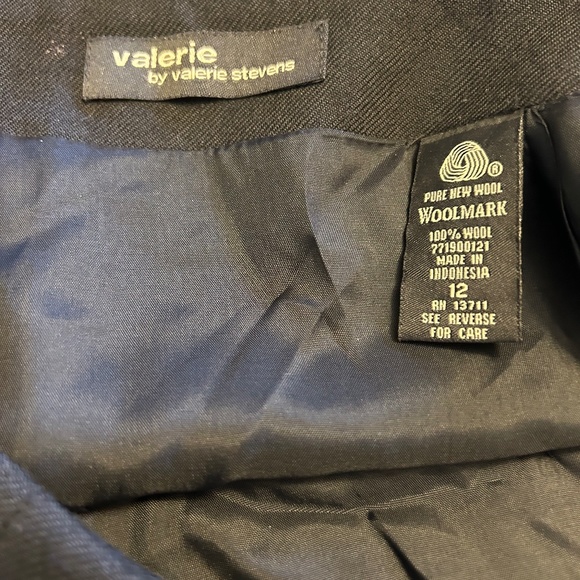 valerie
by valerie stevens
®
PURE NEW WOOL
WOOLMARK
100% WOOL
771900121
MADE IN
INDONESIA
12
RN 13711
SEE REVERSE
FOR CARE